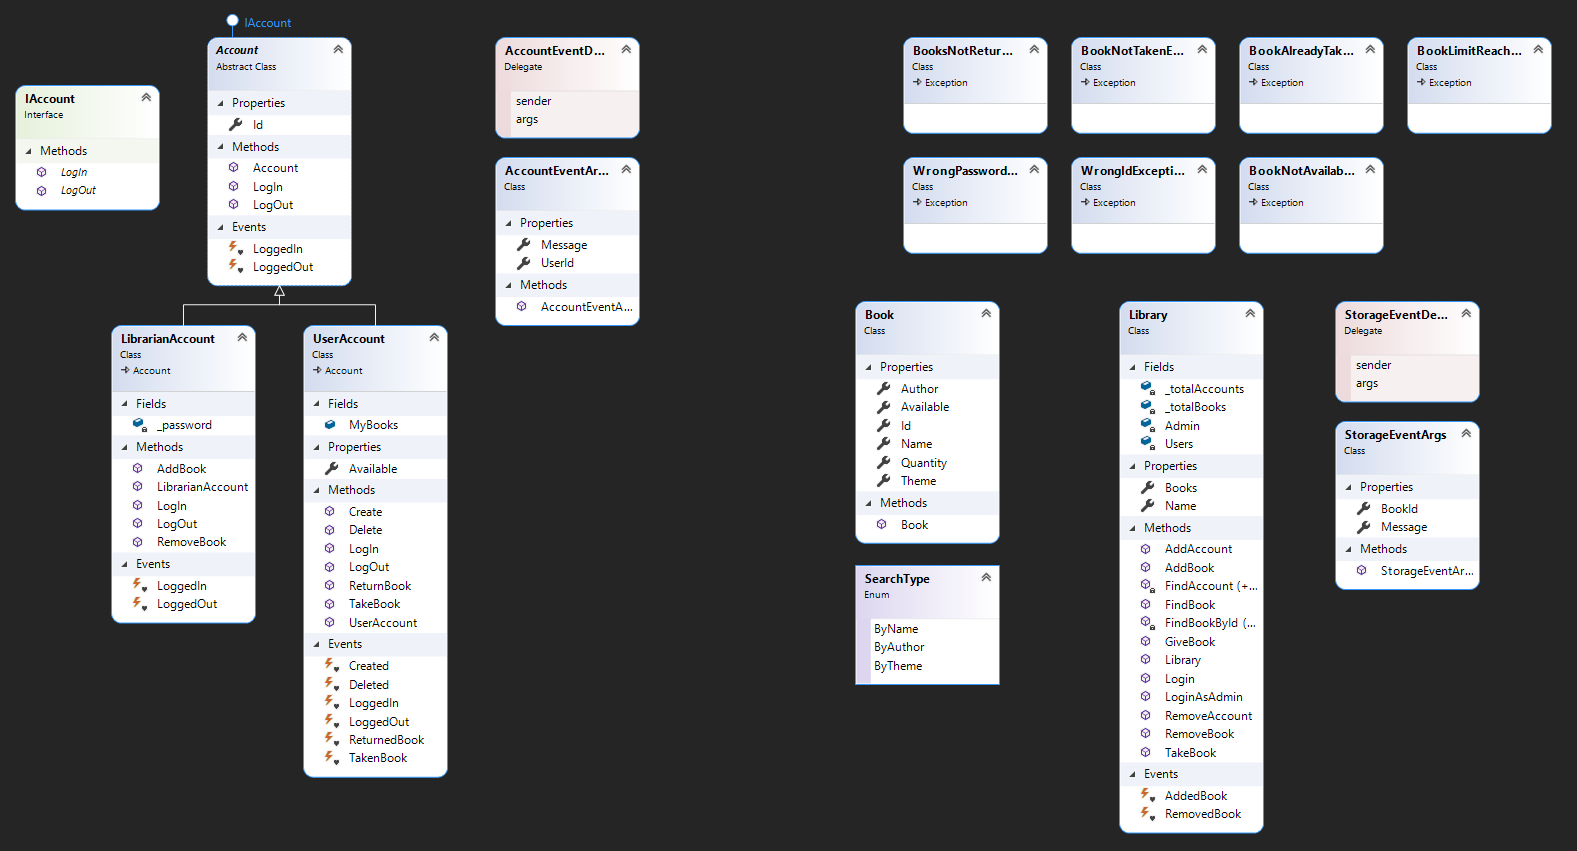 IAccount
IAccount
Interface
Methods
LogIn
LogOut
Account
Abstract Class
Properties
Id
Methods
Account
LogIn
LogOut
Events
LoggedIn
LoggedOut
LibrarianAccount
Class
Account
Fields
_password
Methods
AddBook
LibrarianAccount
LogIn
LogOut
RemoveBook
Events
LoggedIn
LoggedOut
UserAccount
Class
Account
Fields
MyBooks
Properties
Available
Methods
Create
Delete
LogIn
LogOut
ReturnBook
TakeBook
UserAccount
Events
Created
Deleted
LoggedIn
LoggedOut
ReturnedBook
TakenBook
AccountEventD...
Delegate
sender
args
AccountEventAr...
Class
Properties
Message
UserId
Methods
AccountEventA...
BooksNotRetur...
Class
Exception
BookNotTakenE...
Class
Exception
BookAlreadyTak...
Class
Exception
BookLimitReach...
Class
Exception
WrongPassword...
Class
Exception
WrongIdExcepti...
Class
Exception
BookNotAvailab...
Class
Exception
Book
Class
Properties
Author
Available
Id
Name
Quantity
Theme
Methods
Book
SearchType
Enum
ByName
ByAuthor
ByTheme
Library
Class
Fields
_totalAccounts
_totalBooks
Admin
Users
Properties
Books
Name
Methods
AddAccount
AddBook
FindAccount (+...
FindBook
FindBookById (...
GiveBook
Library
Login
LoginAsAdmin
RemoveAccount
RemoveBook
TakeBook
Events
AddedBook
RemovedBook
StorageEventDe...
Delegate
sender
args
StorageEventArgs
Class
Properties
BookId
Message
Methods
StorageEventAr...